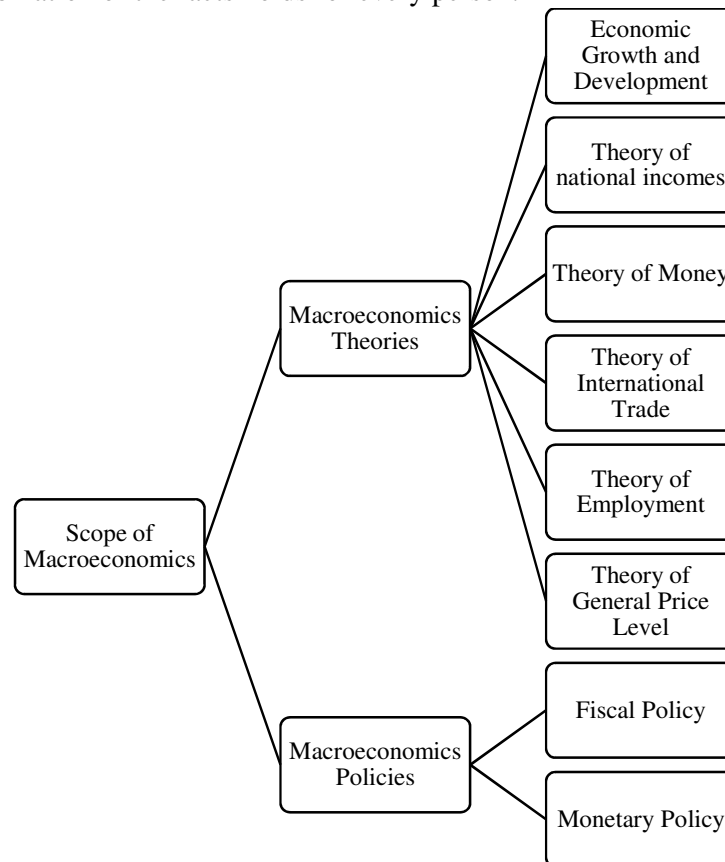 Economic
Growth and
Development
Theory of
national incomes
Theory of Money
Macroeconomics
Theories
Theory of
International
Trade
Theory of
Employment
Scope of
Macroeconomics
Theory of
General Price
Level
Fiscal Policy
Macroeconomics
Policies
Monetary Policy